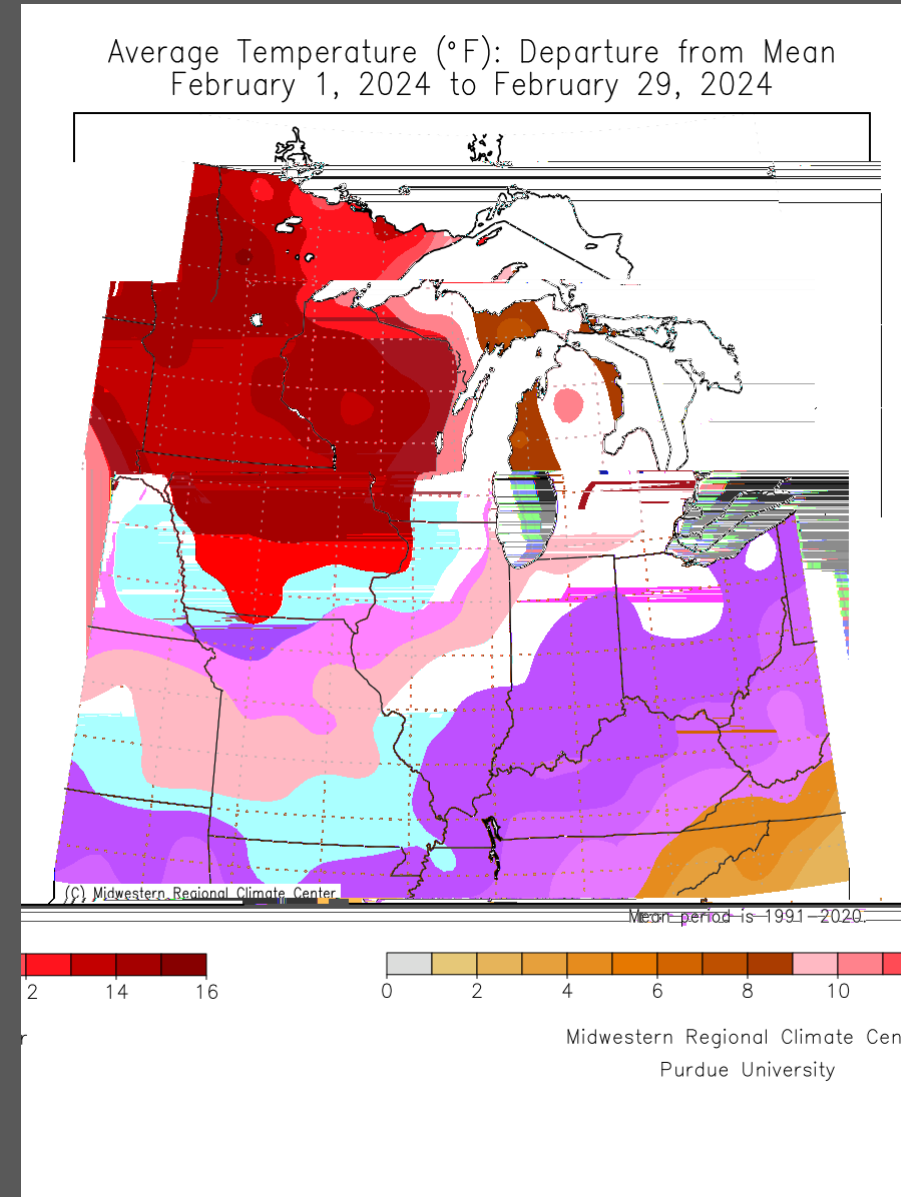 Average Temperature (°F): Departure from Mean
February 1, 2024 to February 29, 2024
(C) Midwestern Regional Climate Center
Mean period is 1991-2020.
2 14 16 0 2 4 6 8 10
r Midwestern Regional Climate Cen
Purdue University